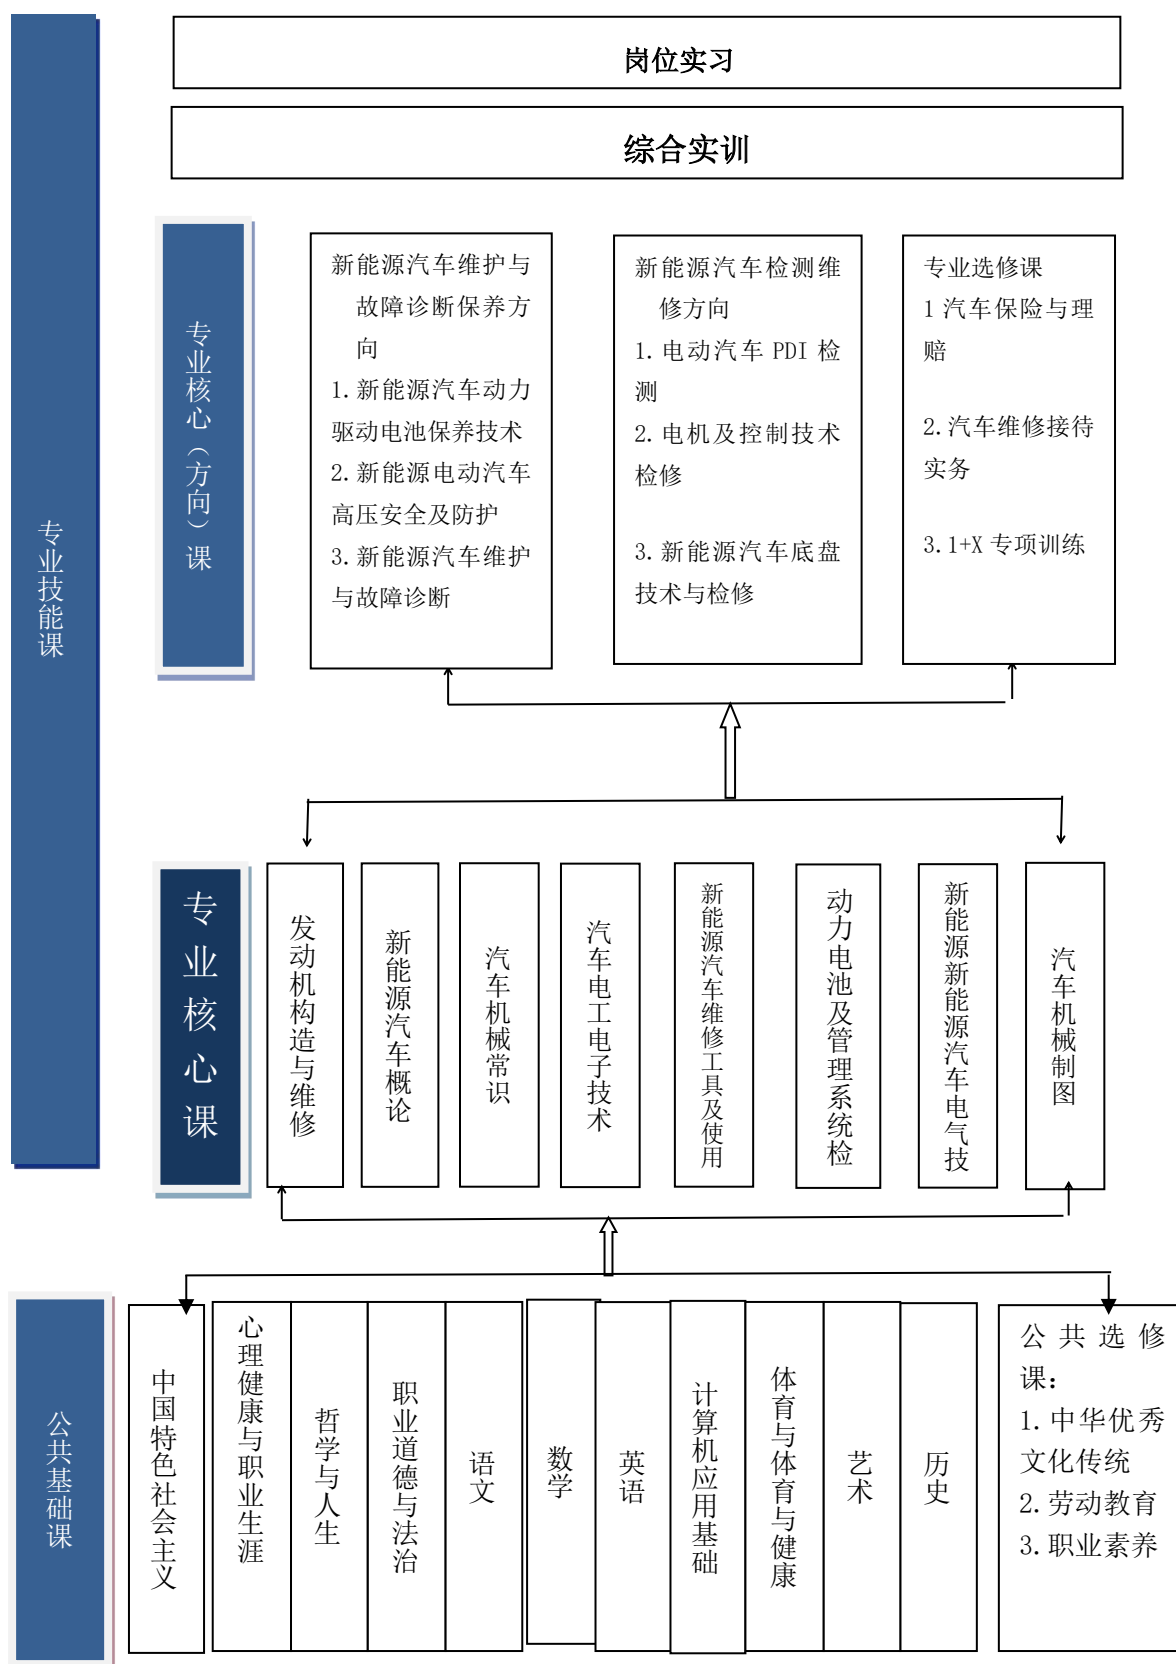 岗位实习
综合实训
专业技能课
专业核心（方向）课
新能源汽车维护与
故障诊断保养方
向
1.新能源汽车动力
驱动电池保养技术
2.新能源电动汽车
高压安全及防护
3.新能源汽车维护
与故障诊断
新能源汽车检测维
修方向
1.电动汽车 PDI 检
测
2.电机及控制技术
检修
3.新能源汽车底盘
技术与检修
专业选修课
1 汽车保险与理
赔
2.汽车维修接待
实务
3.1+X 专项训练
专业核心课
发动机构造与维修
新能源汽车概论
汽车机械常识
汽车电工电子技术
新能源汽车维修工具及使用
动力电池及管理系统检
新能源新能源汽车电气技
汽车机械制图
公共基础课
中国特色社会主义
心理健康与职业生涯
哲学与人生
职业道德与法治
语文
数学
英语
计算机应用基础
体育与体育与健康
艺术
历史
公共选修
课：
1.中华优秀
文化传统
2.劳动教育
3.职业素养